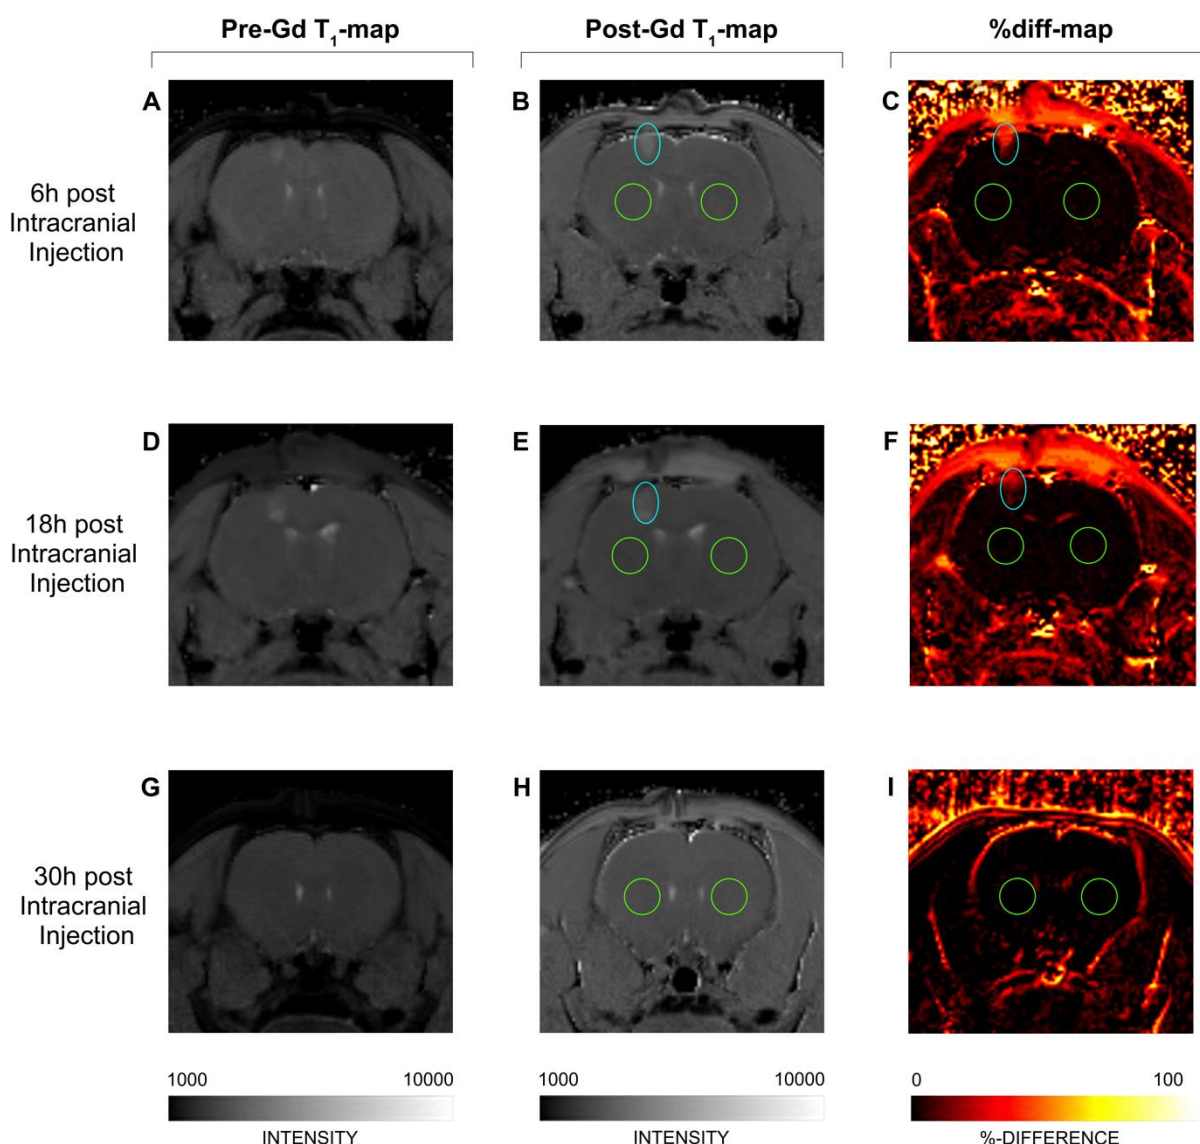 Pre-Gd T1-map
Post-Gd T1-map
%diff-map
A
B
C
6h post
Intracranial
Injection
D
E
F
18h post
Intracranial
Injection
G
H
I
30h post
Intracranial
Injection
1000 10000
INTENSITY
1000 10000
INTENSITY
0 100
%-DIFFERENCE